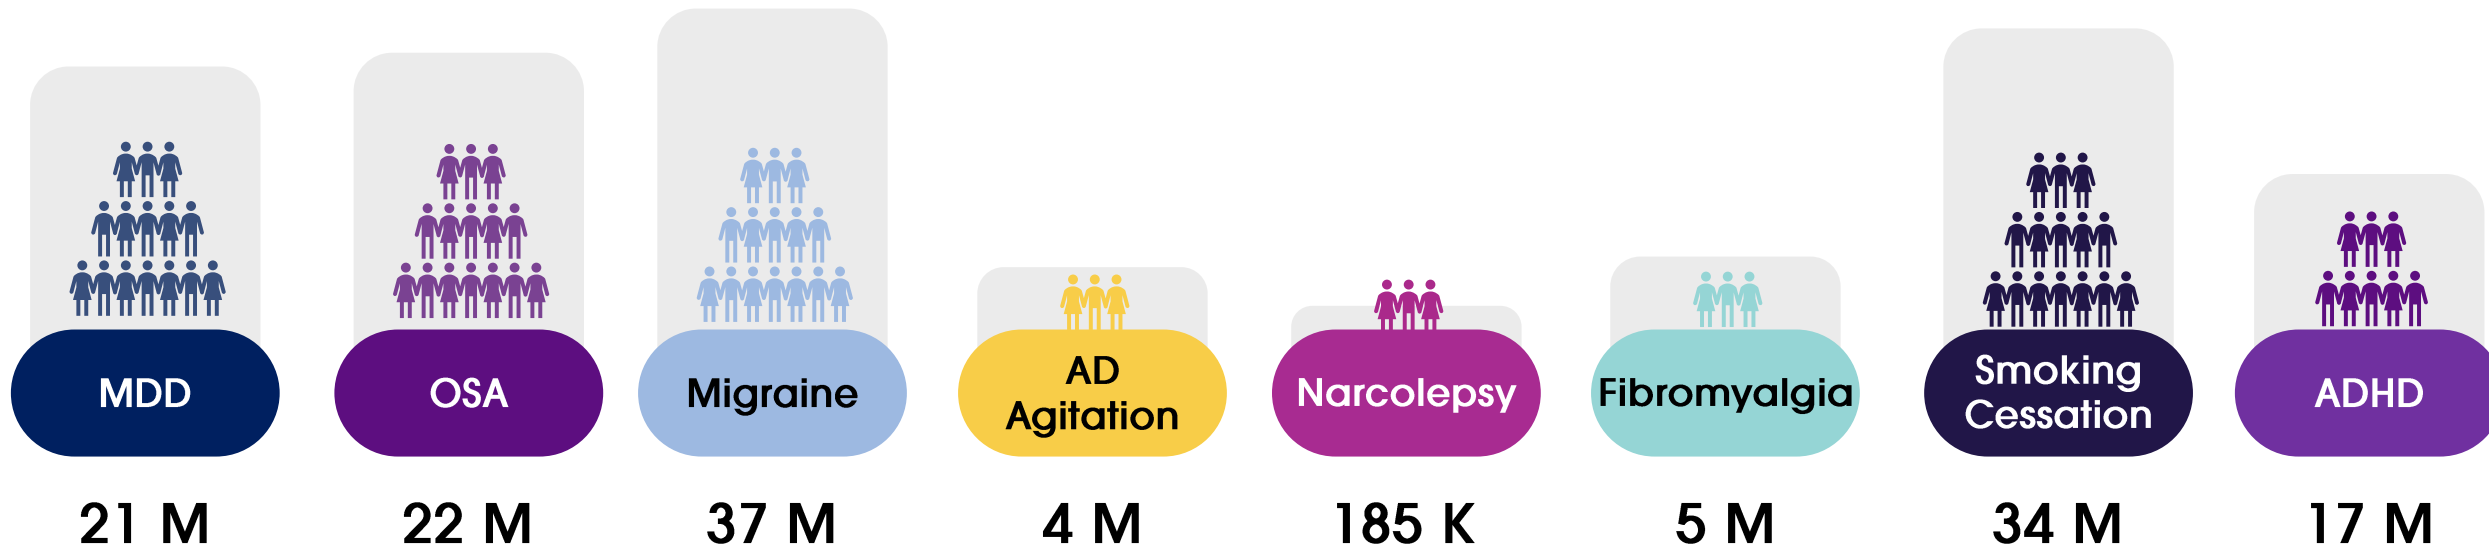 MDD
OSA
Migraine
AD
Agitation
Narcolepsy
Fibromyalgia
Smoking
Cessation
ADHD
21 M
22 M
37 M
4 M
185 K
5 M
34 M
17 M